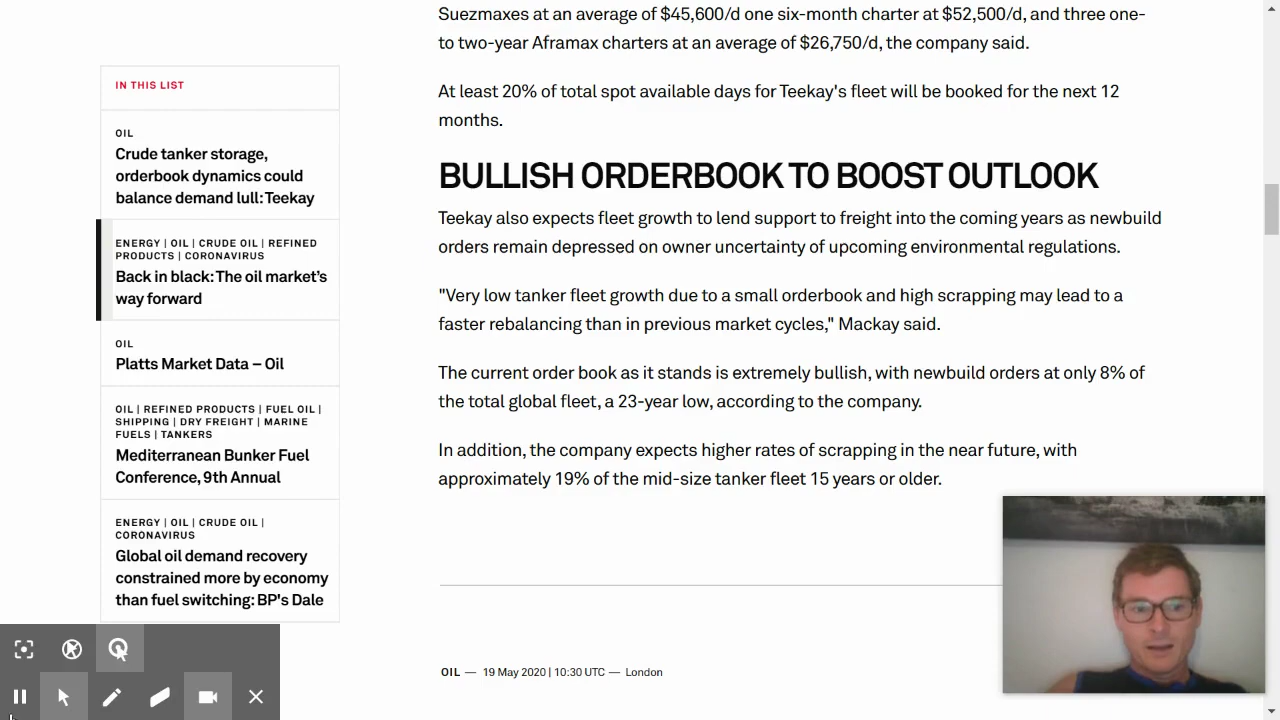 Suezmaxes at an average of $45,600/d one six-month charter at $52,500/d, and three one-
to two-year Aframax charters at an average of $26,750/d, the company said.
At least 20% of total spot available days for Teekay's fleet will be booked for the next 12
months.
BULLISH ORDERBOOK TO BOOST OUTLOOK
Teekay also expects fleet growth to lend support to freight into the coming years as newbuild
orders remain depressed on owner uncertainty of upcoming environmental regulations.
"Very low tanker fleet growth due to a small orderbook and high scrapping may lead to a
faster rebalancing than in previous market cycles," Mackay said.
The current order book as it stands is extremely bullish, with newbuild orders at only 8% of
the total global fleet, a 23-year low, according to the company.
In addition, the company expects higher rates of scrapping in the near future, with
approximately 19% of the mid-size tanker fleet 15 years or older.
IN THIS LIST
OIL
Crude tanker storage,
orderbook dynamics could
balance demand lull: Teekay
ENERGY | OIL | CRUDE OIL | REFINED
PRODUCTS | CORONAVIRUS
Back in black: The oil market's
way forward
OIL
Platts Market Data – Oil
OIL | REFINED PRODUCTS | FUEL OIL |
SHIPPING | DRY FREIGHT | MARINE
FUELS | TANKERS
Mediterranean Bunker Fuel
Conference, 9th Annual
ENERGY | OIL | CRUDE OIL |
CORONAVIRUS
Global oil demand recovery
constrained more by economy
than fuel switching: BP's Dale
OIL — 19 May 2020 | 10:30 UTC — London